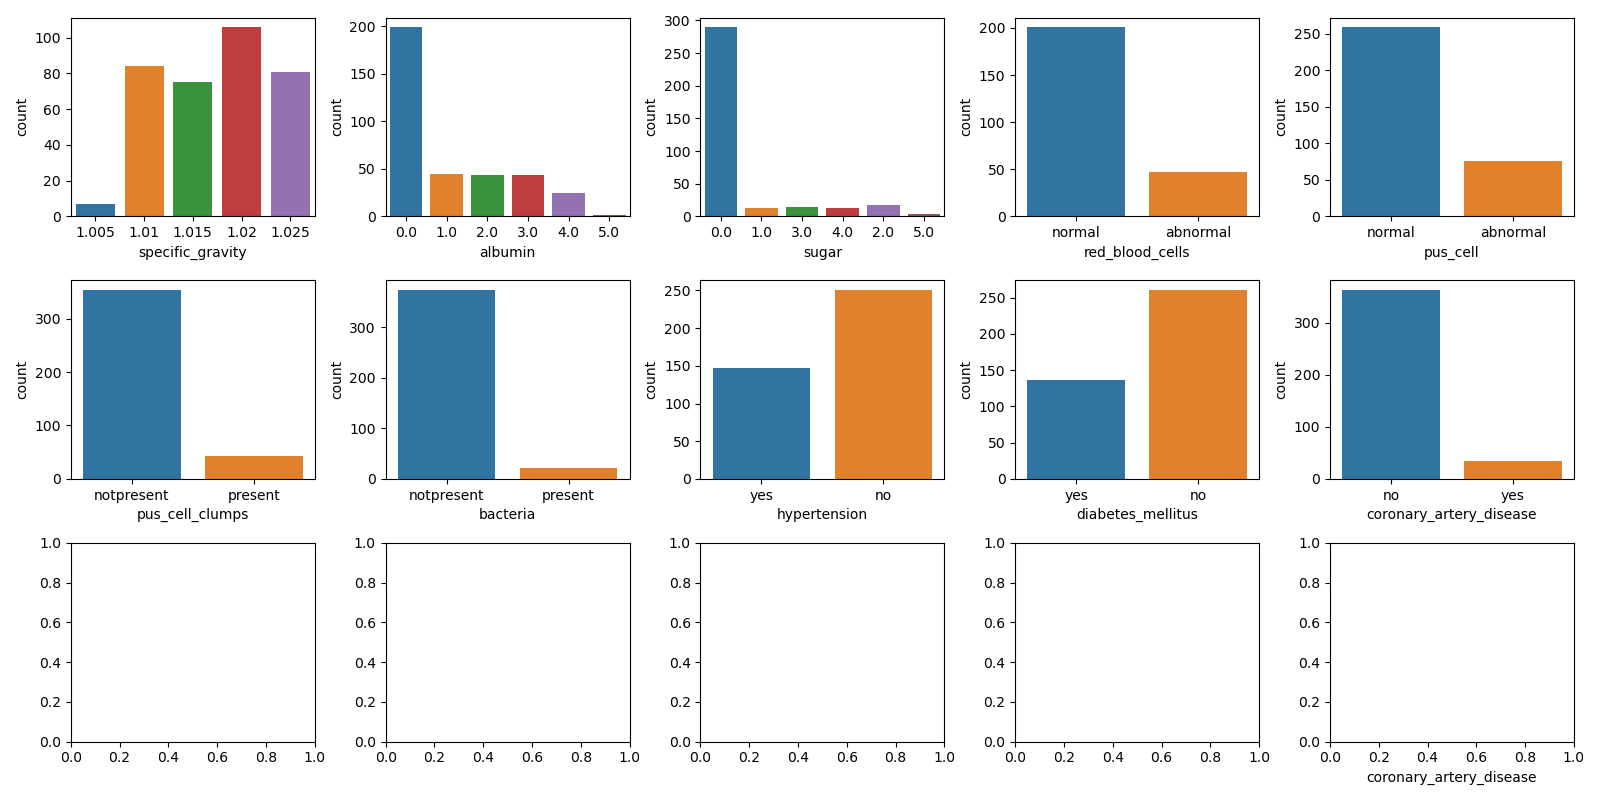 count
100
80
60
40
20
0
1.005 1.01 1.015 1.02 1.025
specific_gravity
count
200
150
100
50
0
0.0 1.0 2.0 3.0 4.0 5.0
albumin
count
300
250
200
150
100
50
0
0.0 1.0 3.0 4.0 2.0 5.0
sugar
count
200
150
100
50
0
normal abnormal
red_blood_cells
count
250
200
150
100
50
0
normal abnormal
pus_cell
count
300
200
100
0
notpresent present
pus_cell_clumps
count
300
200
100
0
notpresent present
bacteria
count
250
200
150
100
50
0
yes no
hypertension
count
250
200
150
100
50
0
yes no
diabetes_mellitus
count
300
200
100
0
no yes
coronary_artery_disease
1.0
0.8
0.6
0.4
0.2
0.0
0.0 0.2 0.4 0.6 0.8 1.0
1.0
0.8
0.6
0.4
0.2
0.0
0.0 0.2 0.4 0.6 0.8 1.0
1.0
0.8
0.6
0.4
0.2
0.0
0.0 0.2 0.4 0.6 0.8 1.0
1.0
0.8
0.6
0.4
0.2
0.0
0.0 0.2 0.4 0.6 0.8 1.0
1.0
0.8
0.6
0.4
0.2
0.0
0.0 0.2 0.4 0.6 0.8 1.0
coronary_artery_disease